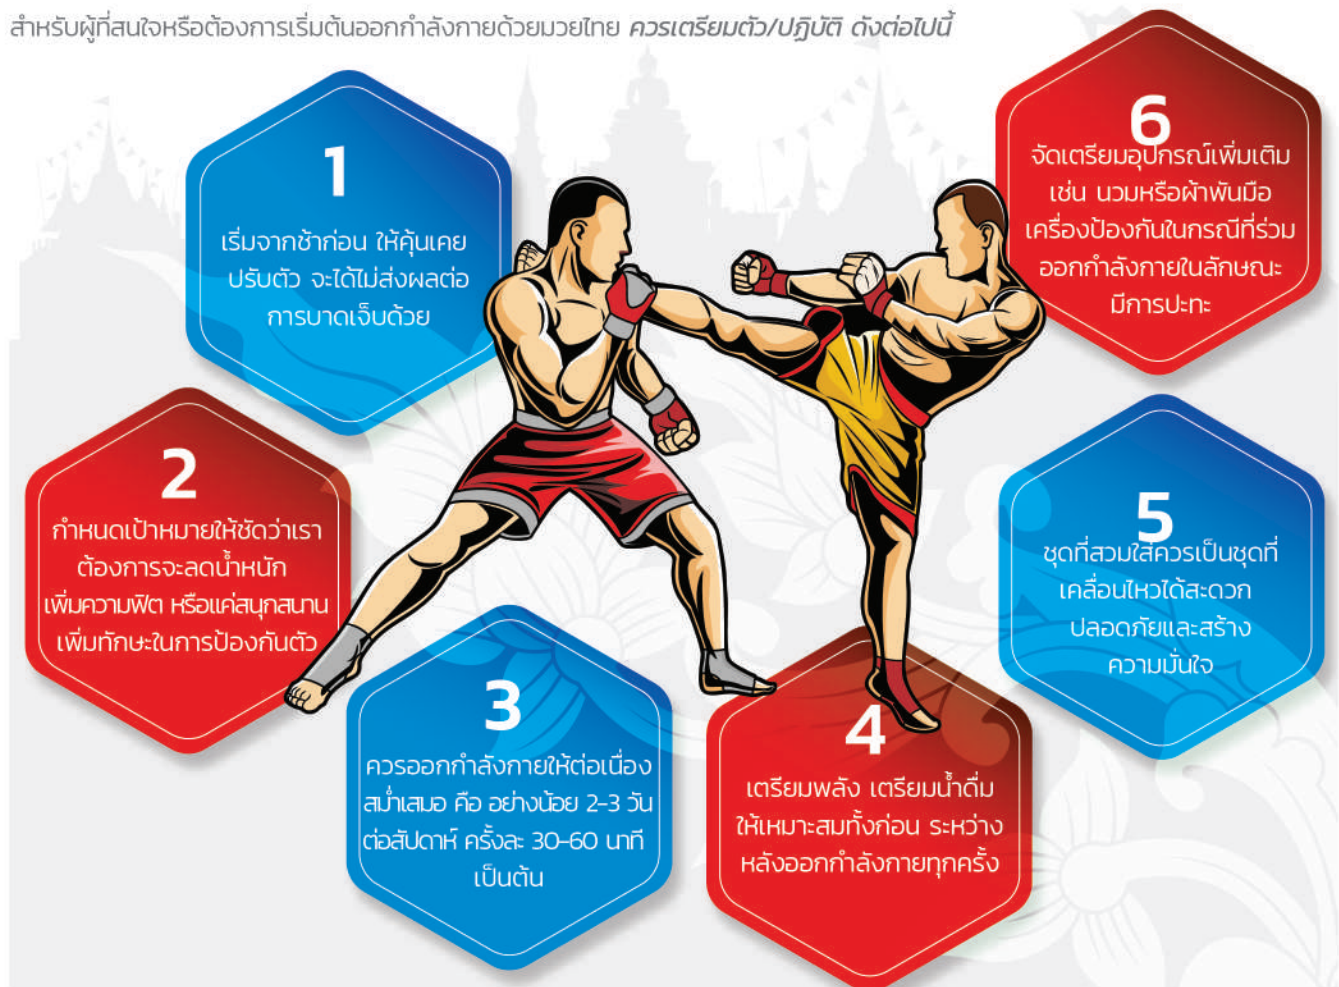 สำหรับผู้ที่สนใจหรือต้องการเริ่มต้นออกกำลังกายด้วยมวยไทย ควรเตรียมตัว/ปฏิบัติ ดังต่อไปนี้
1
เริ่มจากช้าก่อน ให้คุ้นเคย
ปรับตัว จะได้ไม่ส่งผลต่อ
การบาดเจ็บด้วย
2
กำหนดเป้าหมายให้ชัดว่าเรา
ต้องการจะลดน้ำหนัก
เพิ่มความฟิต หรือแค่สนุกสนาน
เพิ่มทักษะในการป้องกันตัว
3
ควรออกกำลังกายให้ต่อเนื่อง
สม่ำเสมอ คือ อย่างน้อย 2-3 วัน
ต่อสัปดาห์ ครั้งละ 30-60 นาที
เป็นต้น
4
เตรียมพลัง เตรียมน้ำดื่ม
ให้เหมาะสมทั้งก่อน ระหว่าง
หลังออกกำลังกายทุกครั้ง
5
ชุดที่สวมใส่ควรเป็นชุดที่
เคลื่อนไหวได้สะดวก
ปลอดภัยและสร้าง
ความมั่นใจ
6
จัดเตรียมอุปกรณ์เพิ่มเติม
เช่น นวมหรือผ้าพันมือ
เครื่องป้องกันในกรณีที่ร่วม
ออกกำลังกายในลักษณะ
มีการปะทะ